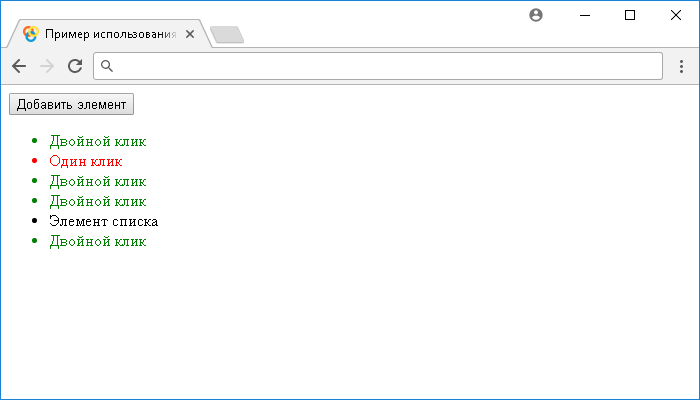 Пример использования
Добавить элемент
Двойной клик
Один клик
Двойной клик
Двойной клик
Элемент списка
Двойной клик